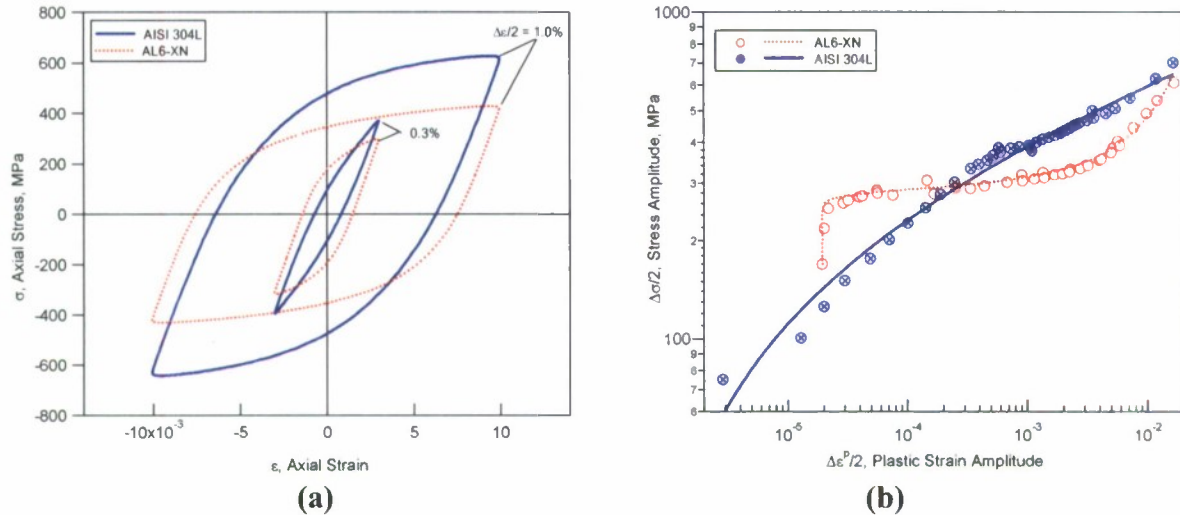 AISI 304L
AL6-XN
Δε/2 = 1.0%
0.3%
800
600
400
200
0
-200
-400
-600
-800
σ, Axial Stress, MPa
-10x10⁻³
-5
0
5
10
ε, Axial Strain
(a)
AL6-XN
AISI 304L
1000
9
8
7
6
5
4
3
2
100
9
8
7
6
Δσ/2, Stress Amplitude, MPa
10⁻⁵
10⁻⁴
10⁻³
10⁻²
Δεᵖ/2, Plastic Strain Amplitude
(b)